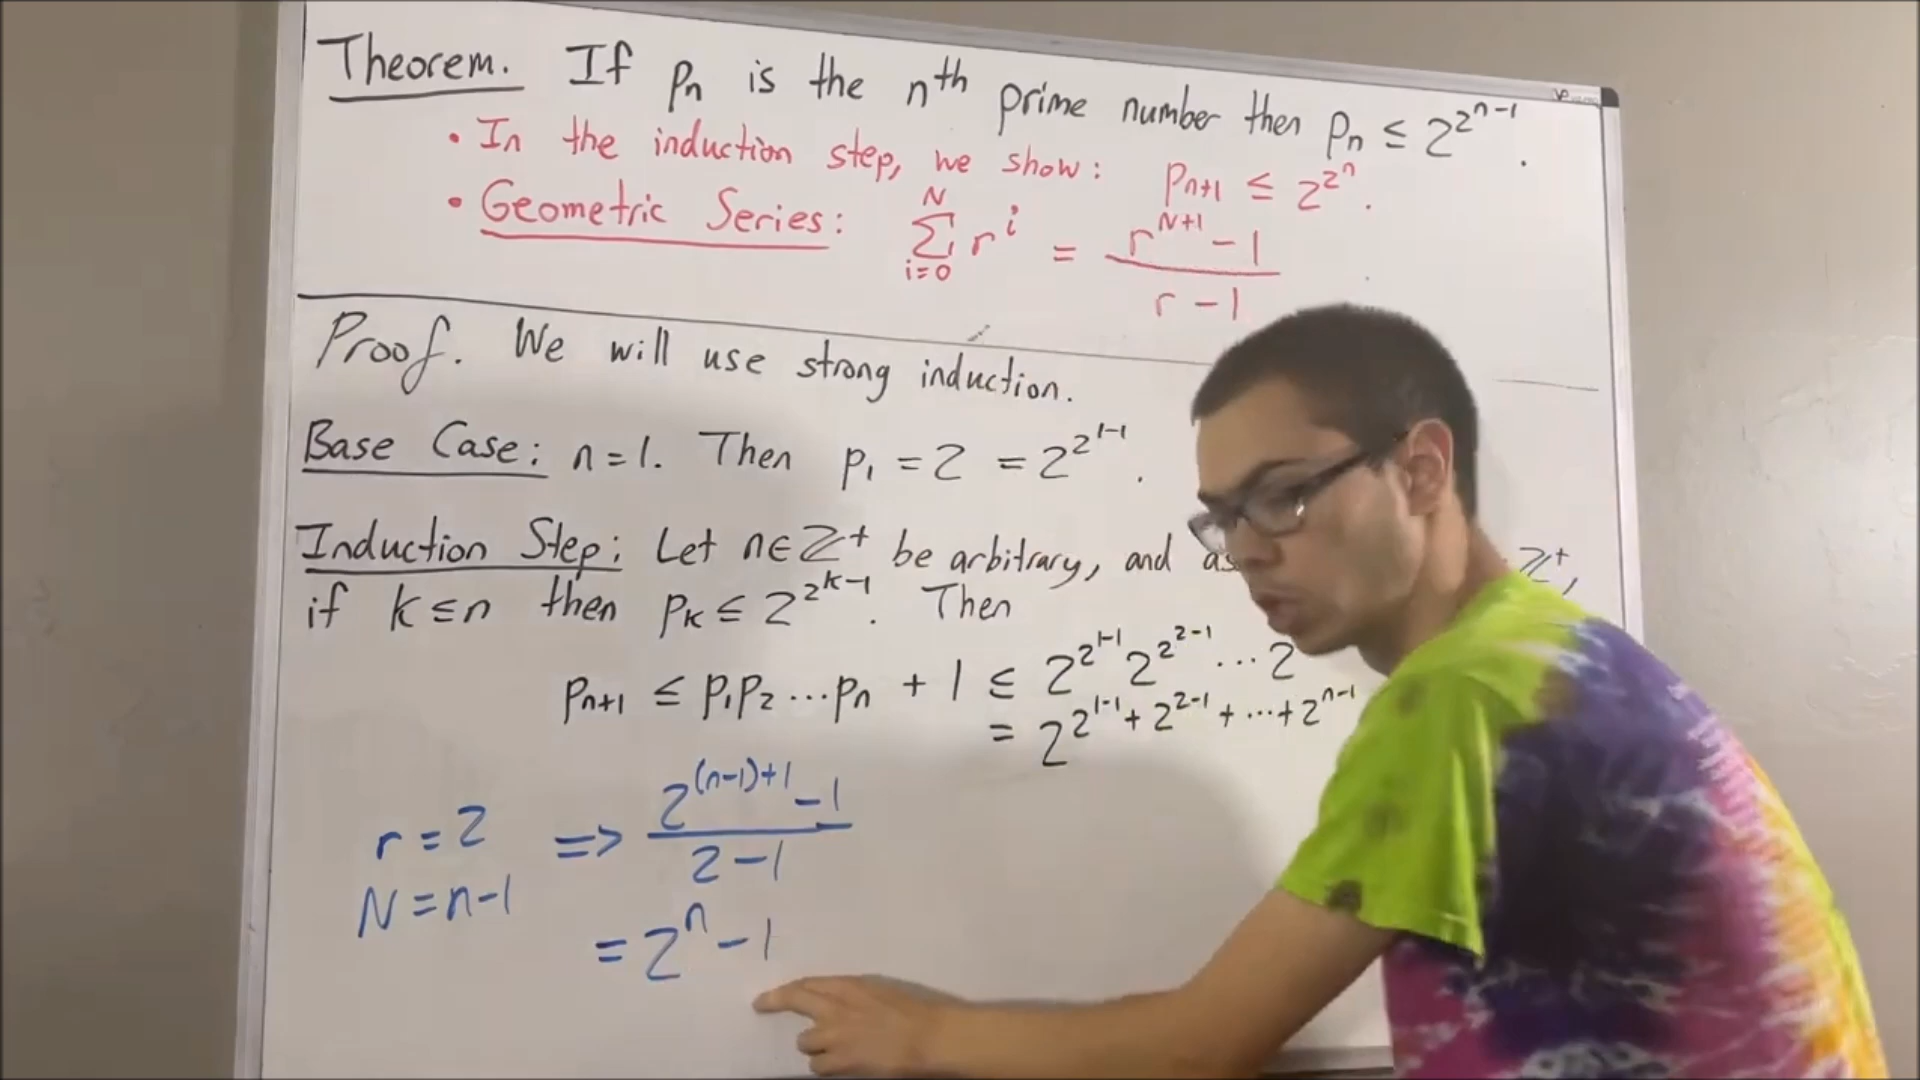 Theorem. If pₙ is the nᵗʰ prime number then pₙ ≤ 2^{2^{n-1}}.
• In the induction step, we show: pₙ₊₁ ≤ 2^{2^n}.
• Geometric Series: ∑_{i=0}^{N} r^i = \frac{r^{N+1} - 1}{r - 1}
Proof. We will use strong induction.
Base Case: n=1. Then p₁ = 2 = 2^{2^{1-1}}.
Induction Step: Let n∈ℤ⁺ be arbitrary, and ℤ⁺,
if k≤n then pₖ ≤ 2^{2^{k-1}}. Then
pₙ₊₁ ≤ p₁p₂...pₙ + 1 ≤ 2^{2^{1-1}} 2^{2^{2-1}} ... 2
= 2^{2^{1-1} + 2^{2-1} + ... + 2^{n-1}}
r = 2 => \frac{2^{(n-1)+1} - 1}{2 - 1}
N = n-1
= 2^n - 1